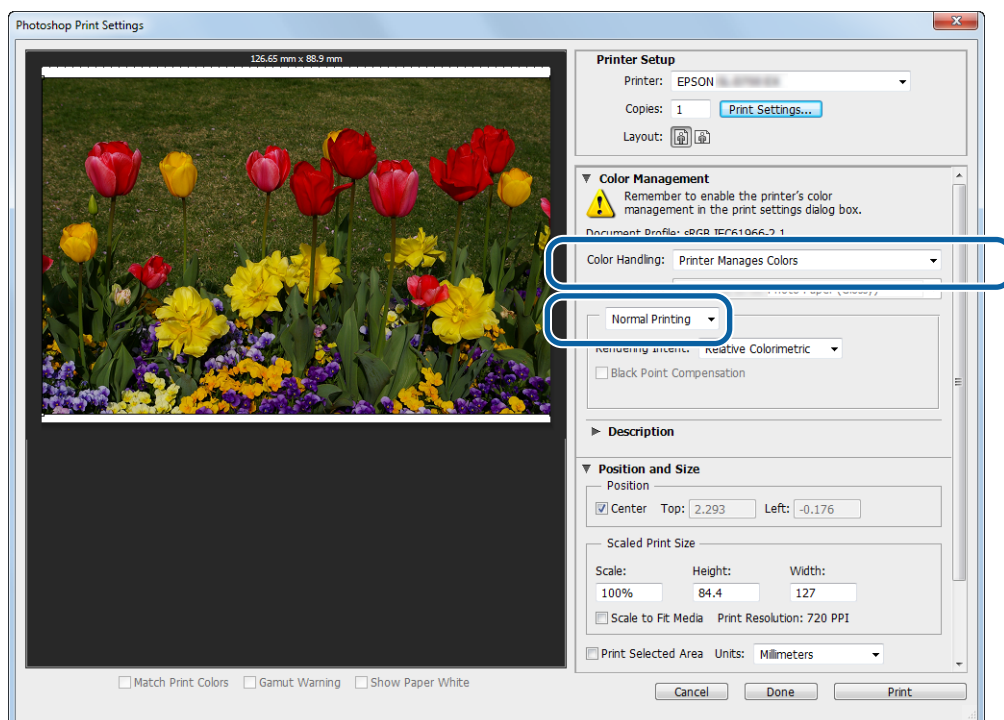 Photoshop Print Settings
126.65 mm x 88.9 mm
Printer Setup
Printer: EPSON
Copies: 1 Print Settings...
Layout:
Color Management
Remember to enable the printer's color
management in the print settings dialog box.
Document Profile: sRGB IEC61966-2.1
Color Handling: Printer Manages Colors
Normal Printing
Rendering Intent: Relative Colorimetric
Black Point Compensation
Description
Position and Size
Position
Center Top: 2.293 Left: -0.176
Scaled Print Size
Scale: Height: Width:
100% 84.4 127
Scale to Fit Media Print Resolution: 720 PPI
Print Selected Area Units: Millimeters
Match Print Colors Gamut Warning Show Paper White
Cancel Done Print